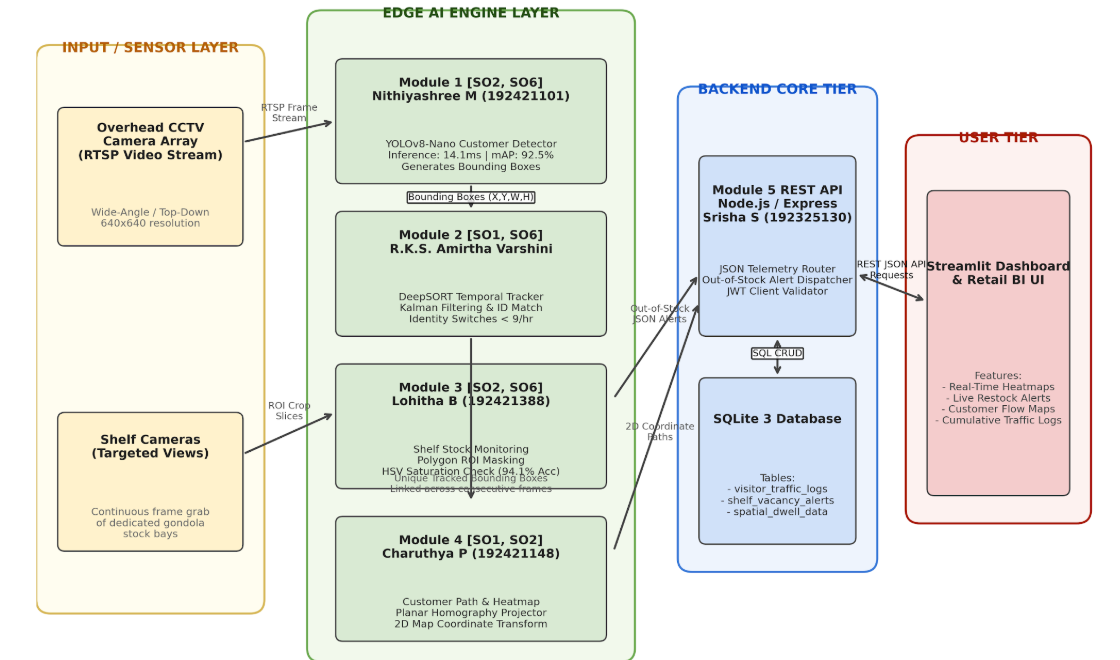 INPUT / SENSOR LAYER
Overhead CCTV
Camera Array
(RTSP Video Stream)
Wide-Angle / Top-Down
640x640 resolution
Shelf Cameras
(Targeted Views)
Continuous frame grab
of dedicated gondola
stock bays
RTSP Frame
Stream
ROI Crop
Slices
EDGE AI ENGINE LAYER
Module 1 [SO2, SO6]
Nithiyashree M (192421101)
YOLOv8-Nano Customer Detector
Inference: 14.1ms | mAP: 92.5%
Generates Bounding Boxes
Bounding Boxes (X,Y,W,H)
Module 2 [SO1, SO6]
R.K.S. Amirtha Varshini
DeepSORT Temporal Tracker
Kalman Filtering & ID Match
Identity Switches < 9/hr
Module 3 [SO2, SO6]
Lohitha B (192421388)
Shelf Stock Monitoring
Polygon ROI Masking
HSV Saturation Check (94.1% Acc)
Unique Tracked Bounding Boxes
Linked across consecutive frames
Module 4 [SO1, SO2]
Charuthya P (192421148)
Customer Path & Heatmap
Planar Homography Projector
2D Map Coordinate Transform
Out-of-Stock
JSON Alerts
2D Coordinate
Paths
BACKEND CORE TIER
Module 5 REST API
Node.js / Express
Srisha S (192325130)
JSON Telemetry Router
Out-of-Stock Alert Dispatcher
JWT Client Validator
SQL CRUD
SQLite 3 Database
Tables:
- visitor_traffic_logs
- shelf_vacancy_alerts
- spatial_dwell_data
REST JSON API
Requests
USER TIER
Streamlit Dashboard
& Retail BI UI
Features:
- Real-Time Heatmaps
- Live Restock Alerts
- Customer Flow Maps
- Cumulative Traffic Logs